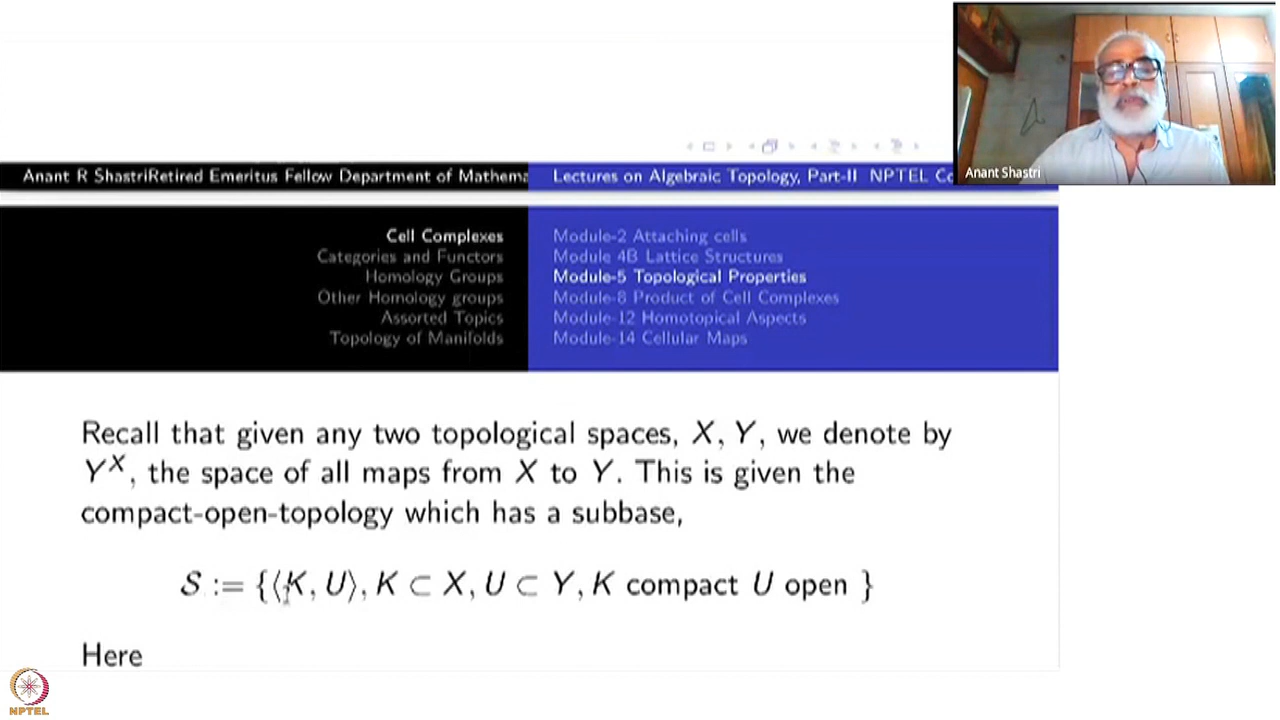 Anant Shastri
Anant R ShastriRetired Emeritus Fellow Department of Mathema
Lectures on Algebraic Topology, Part-II NPTEL Co
Cell Complexes
Categories and Functors
Homology Groups
Other Homology groups
Assorted Topics
Topology of Manifolds
Module-2 Attaching cells
Module 4B Lattice Structures
Module-5 Topological Properties
Module-8 Product of Cell Complexes
Module-12 Homotopical Aspects
Module-14 Cellular Maps
Recall that given any two topological spaces, X, Y, we denote by
Y^X, the space of all maps from X to Y. This is given the
compact-open-topology which has a subbase,
S := {⟨K, U⟩, K ⊂ X, U ⊂ Y, K compact U open }
Here
NPTEL